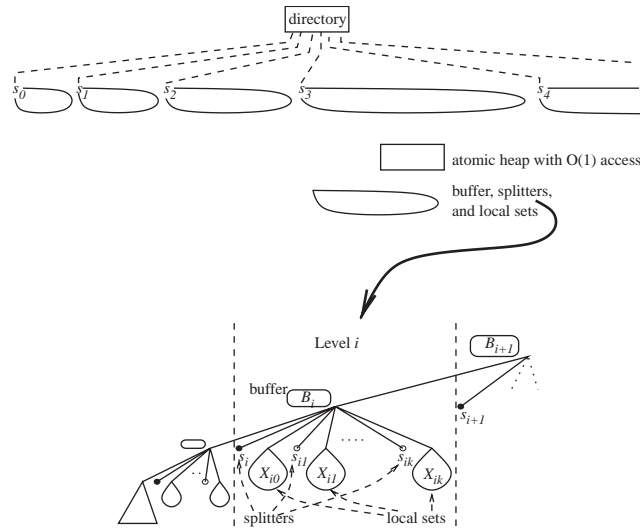 directory
s0 s1 s2 s3 s4
atomic heap with O(1) access
buffer, splitters,
and local sets
Level i
Bi+1
buffer Bi
si+1
si si1 sik
Xi0 Xi1 Xik
splitters local sets